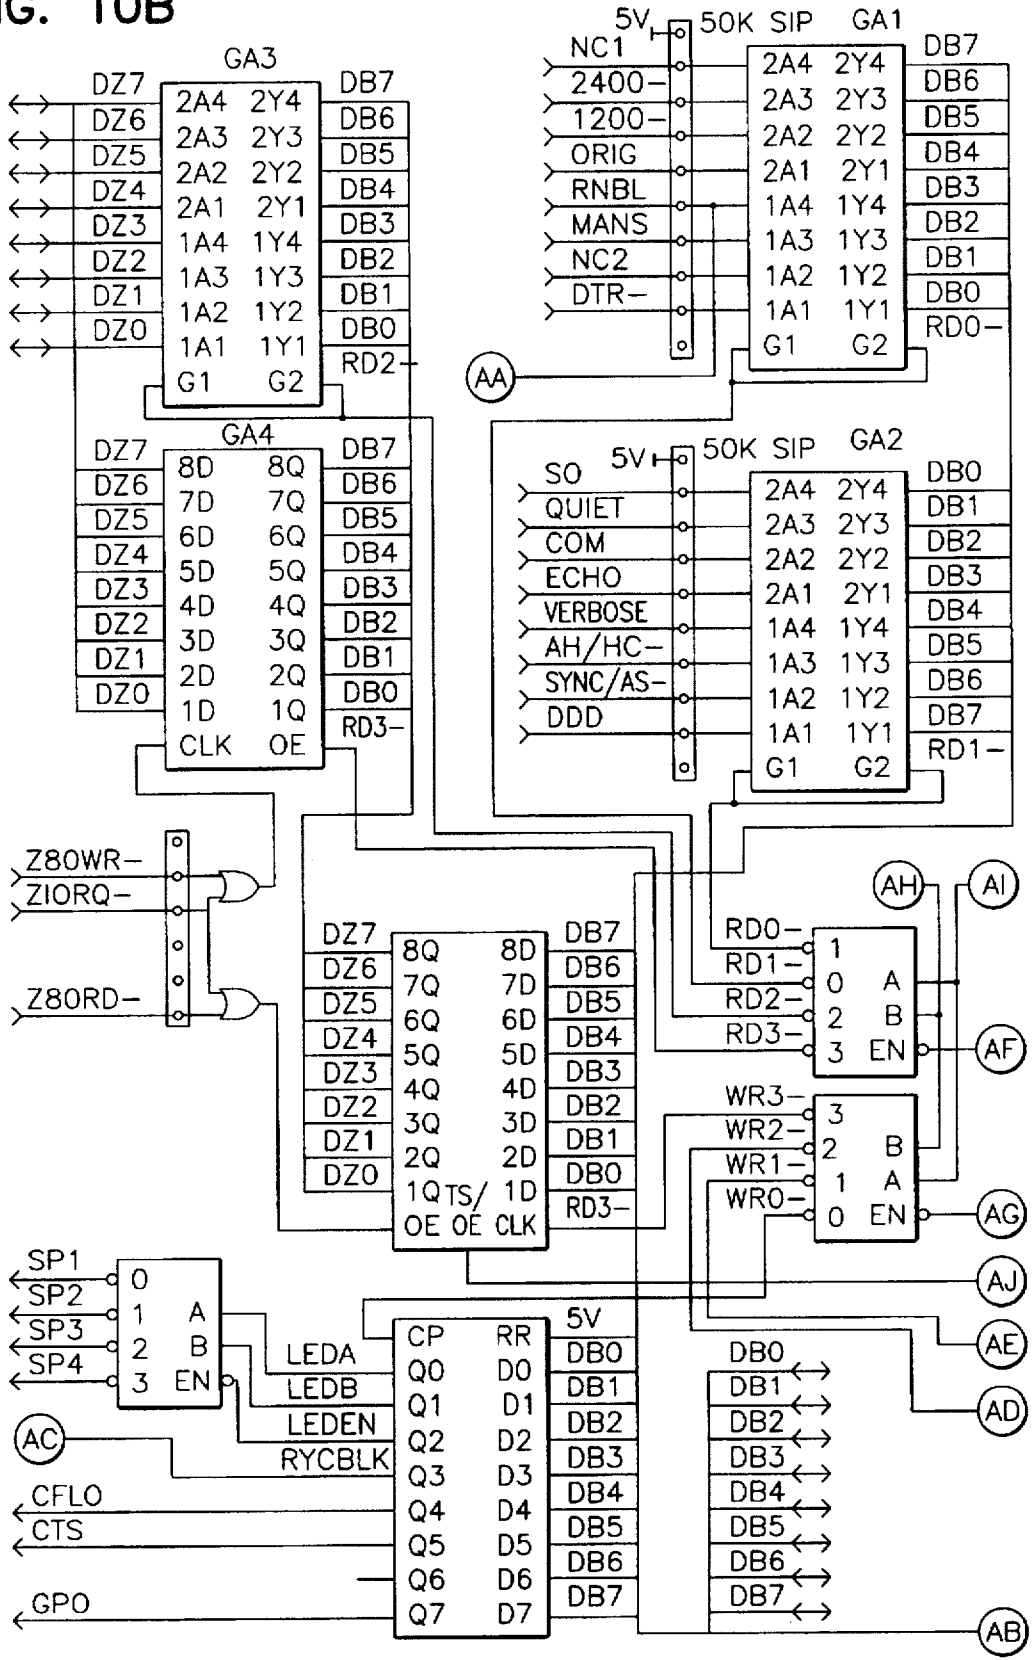 G. 10B
GA3
DZ7 2A4 2Y4 DB7
DZ6 2A3 2Y3 DB6
DZ5 2A2 2Y2 DB5
DZ4 2A1 2Y1 DB4
DZ3 1A4 1Y4 DB3
DZ2 1A3 1Y3 DB2
DZ1 1A2 1Y2 DB1
DZ0 1A1 1Y1 DB0
G1 G2 RD2-
5V 50K SIP GA1
NC1 2A4 2Y4 DB7
2400- 2A3 2Y3 DB6
1200- 2A2 2Y2 DB5
ORIG 2A1 2Y1 DB4
RNBL 1A4 1Y4 DB3
MANS 1A3 1Y3 DB2
NC2 1A2 1Y2 DB1
DTR- 1A1 1Y1 DB0
G1 G2 RD0-
AA
GA4
DZ7 8D 8Q DB7
DZ6 7D 7Q DB6
DZ5 6D 6Q DB5
DZ4 5D 5Q DB4
DZ3 4D 4Q DB3
DZ2 3D 3Q DB2
DZ1 2D 2Q DB1
DZ0 1D 1Q DB0
CLK OE RD3-
5V 50K SIP GA2
SO 2A4 2Y4 DB0
QUIET 2A3 2Y3 DB1
COM 2A2 2Y2 DB2
ECHO 2A1 2Y1 DB3
VERBOSE 1A4 1Y4 DB4
AH/HC- 1A3 1Y3 DB5
SYNC/AS- 1A2 1Y2 DB6
DDD 1A1 1Y1 DB7
G1 G2 RD1-
Z80WR-
ZIORQ-
Z80RD-
DZ7 8Q 8D DB7
DZ6 7Q 7D DB6
DZ5 6Q 6D DB5
DZ4 5Q 5D DB4
DZ3 4Q 4D DB3
DZ2 3Q 3D DB2
DZ1 2Q 2D DB1
DZ0 1Q TS/ 1D DB0
OE OE CLK RD3-
AH AI
RD0- 1
RD1- 0 A
RD2- 2 B
RD3- 3 EN AF
WR3- 3
WR2- 2 B
WR1- 1 A
WR0- 0 EN AG
AJ
AE
AD
SP1 0
SP2 1 A
SP3 2 B
SP4 3 EN
CP RR 5V
LEDA Q0 D0 DB0
LEDB Q1 D1 DB1
LEDEN Q2 D2 DB2
AC RYCBLK Q3 D3 DB3
CFLO Q4 D4 DB4
CTS Q5 D5 DB5
Q6 D6 DB6
GPO Q7 D7 DB7
DB0
DB1
DB2
DB3
DB4
DB5
DB6
DB7
AB